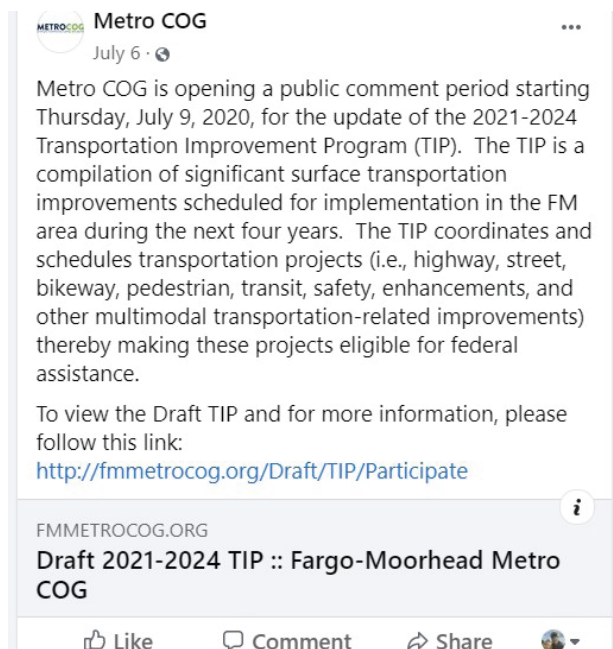 METROCOG
Metro COG
July 6 ·
Metro COG is opening a public comment period starting
Thursday, July 9, 2020, for the update of the 2021-2024
Transportation Improvement Program (TIP). The TIP is a
compilation of significant surface transportation
improvements scheduled for implementation in the FM
area during the next four years. The TIP coordinates and
schedules transportation projects (i.e., highway, street,
bikeway, pedestrian, transit, safety, enhancements, and
other multimodal transportation-related improvements)
thereby making these projects eligible for federal
assistance.
To view the Draft TIP and for more information, please
follow this link:
http://fmmetrocog.org/Draft/TIP/Participate
FMMETROCOG.ORG
Draft 2021-2024 TIP :: Fargo-Moorhead Metro
COG
Like Comment Share